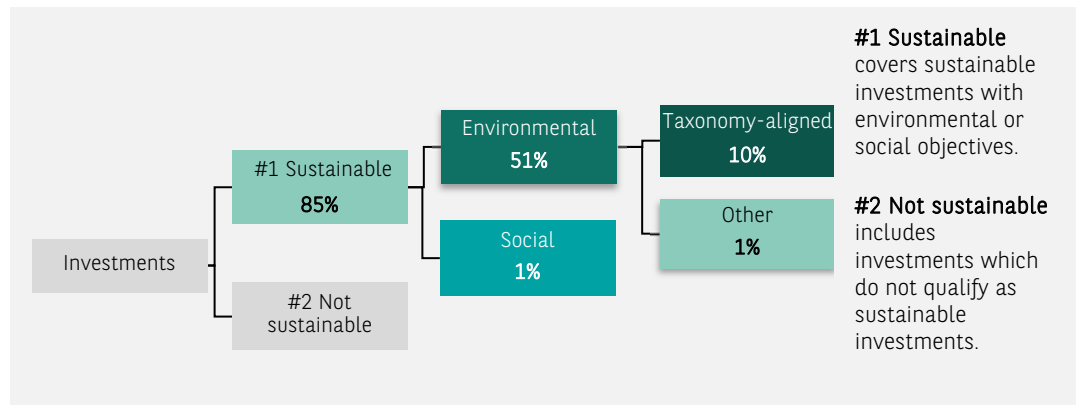 Investments
#1 Sustainable
85%
#2 Not
sustainable
Environmental
51%
Social
1%
Taxonomy-aligned
10%
Other
1%
#1 Sustainable
covers sustainable
investments with
environmental or
social objectives.
#2 Not sustainable
includes
investments which
do not qualify as
sustainable
investments.